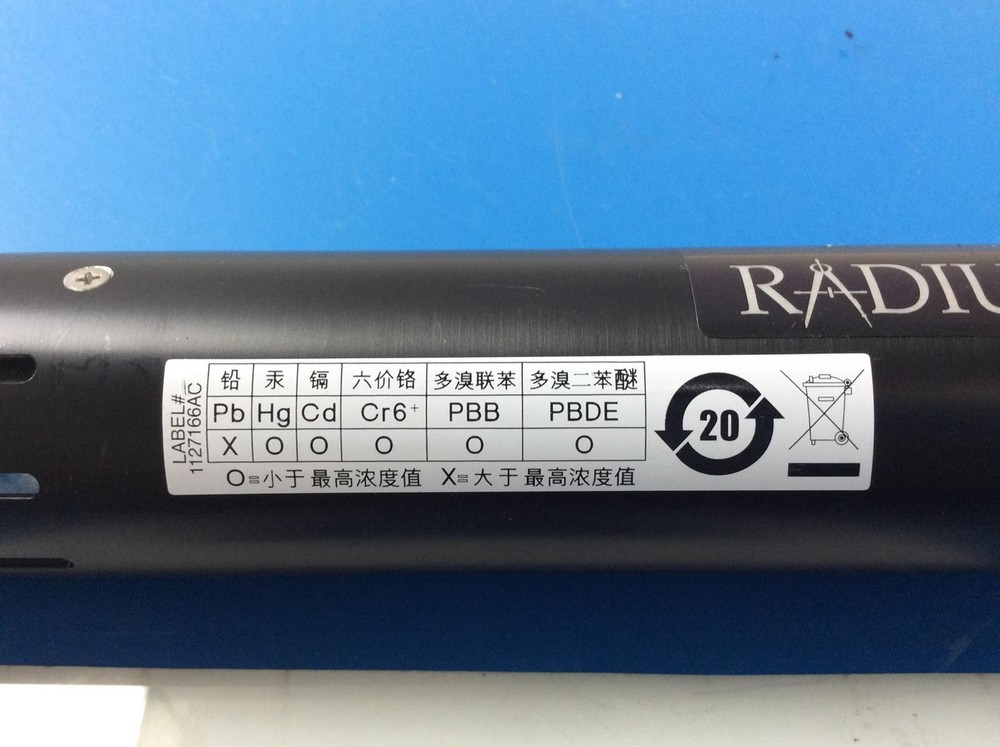 RADIU
LABEL#
1127166AC
铅 汞 镉 六价铬 多溴联苯 多溴二苯醚
Pb Hg Cd Cr6+ PBB PBDE
X O O O O O
O=小于最高浓度值 X=大于最高浓度值
20